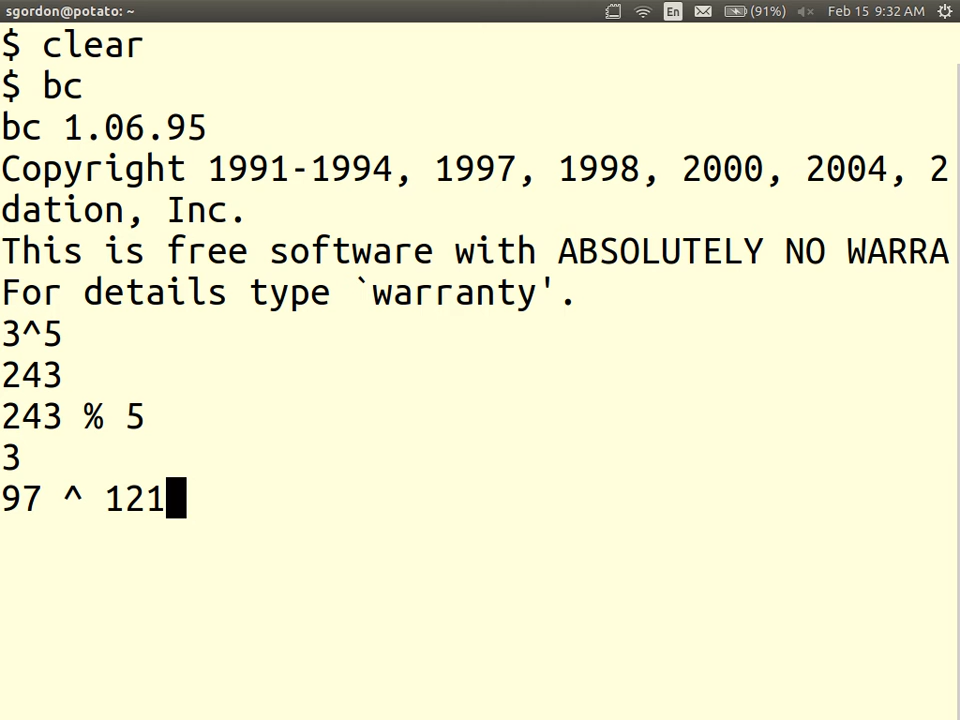 sgordon@potato: ~
En
(91%)
Feb 15 9:32 AM
$ clear
$ bc
bc 1.06.95
Copyright 1991-1994, 1997, 1998, 2000, 2004, 2
dation, Inc.
This is free software with ABSOLUTELY NO WARRA
For details type `warranty'.
3^5
243
243 % 5
3
97 ^ 121